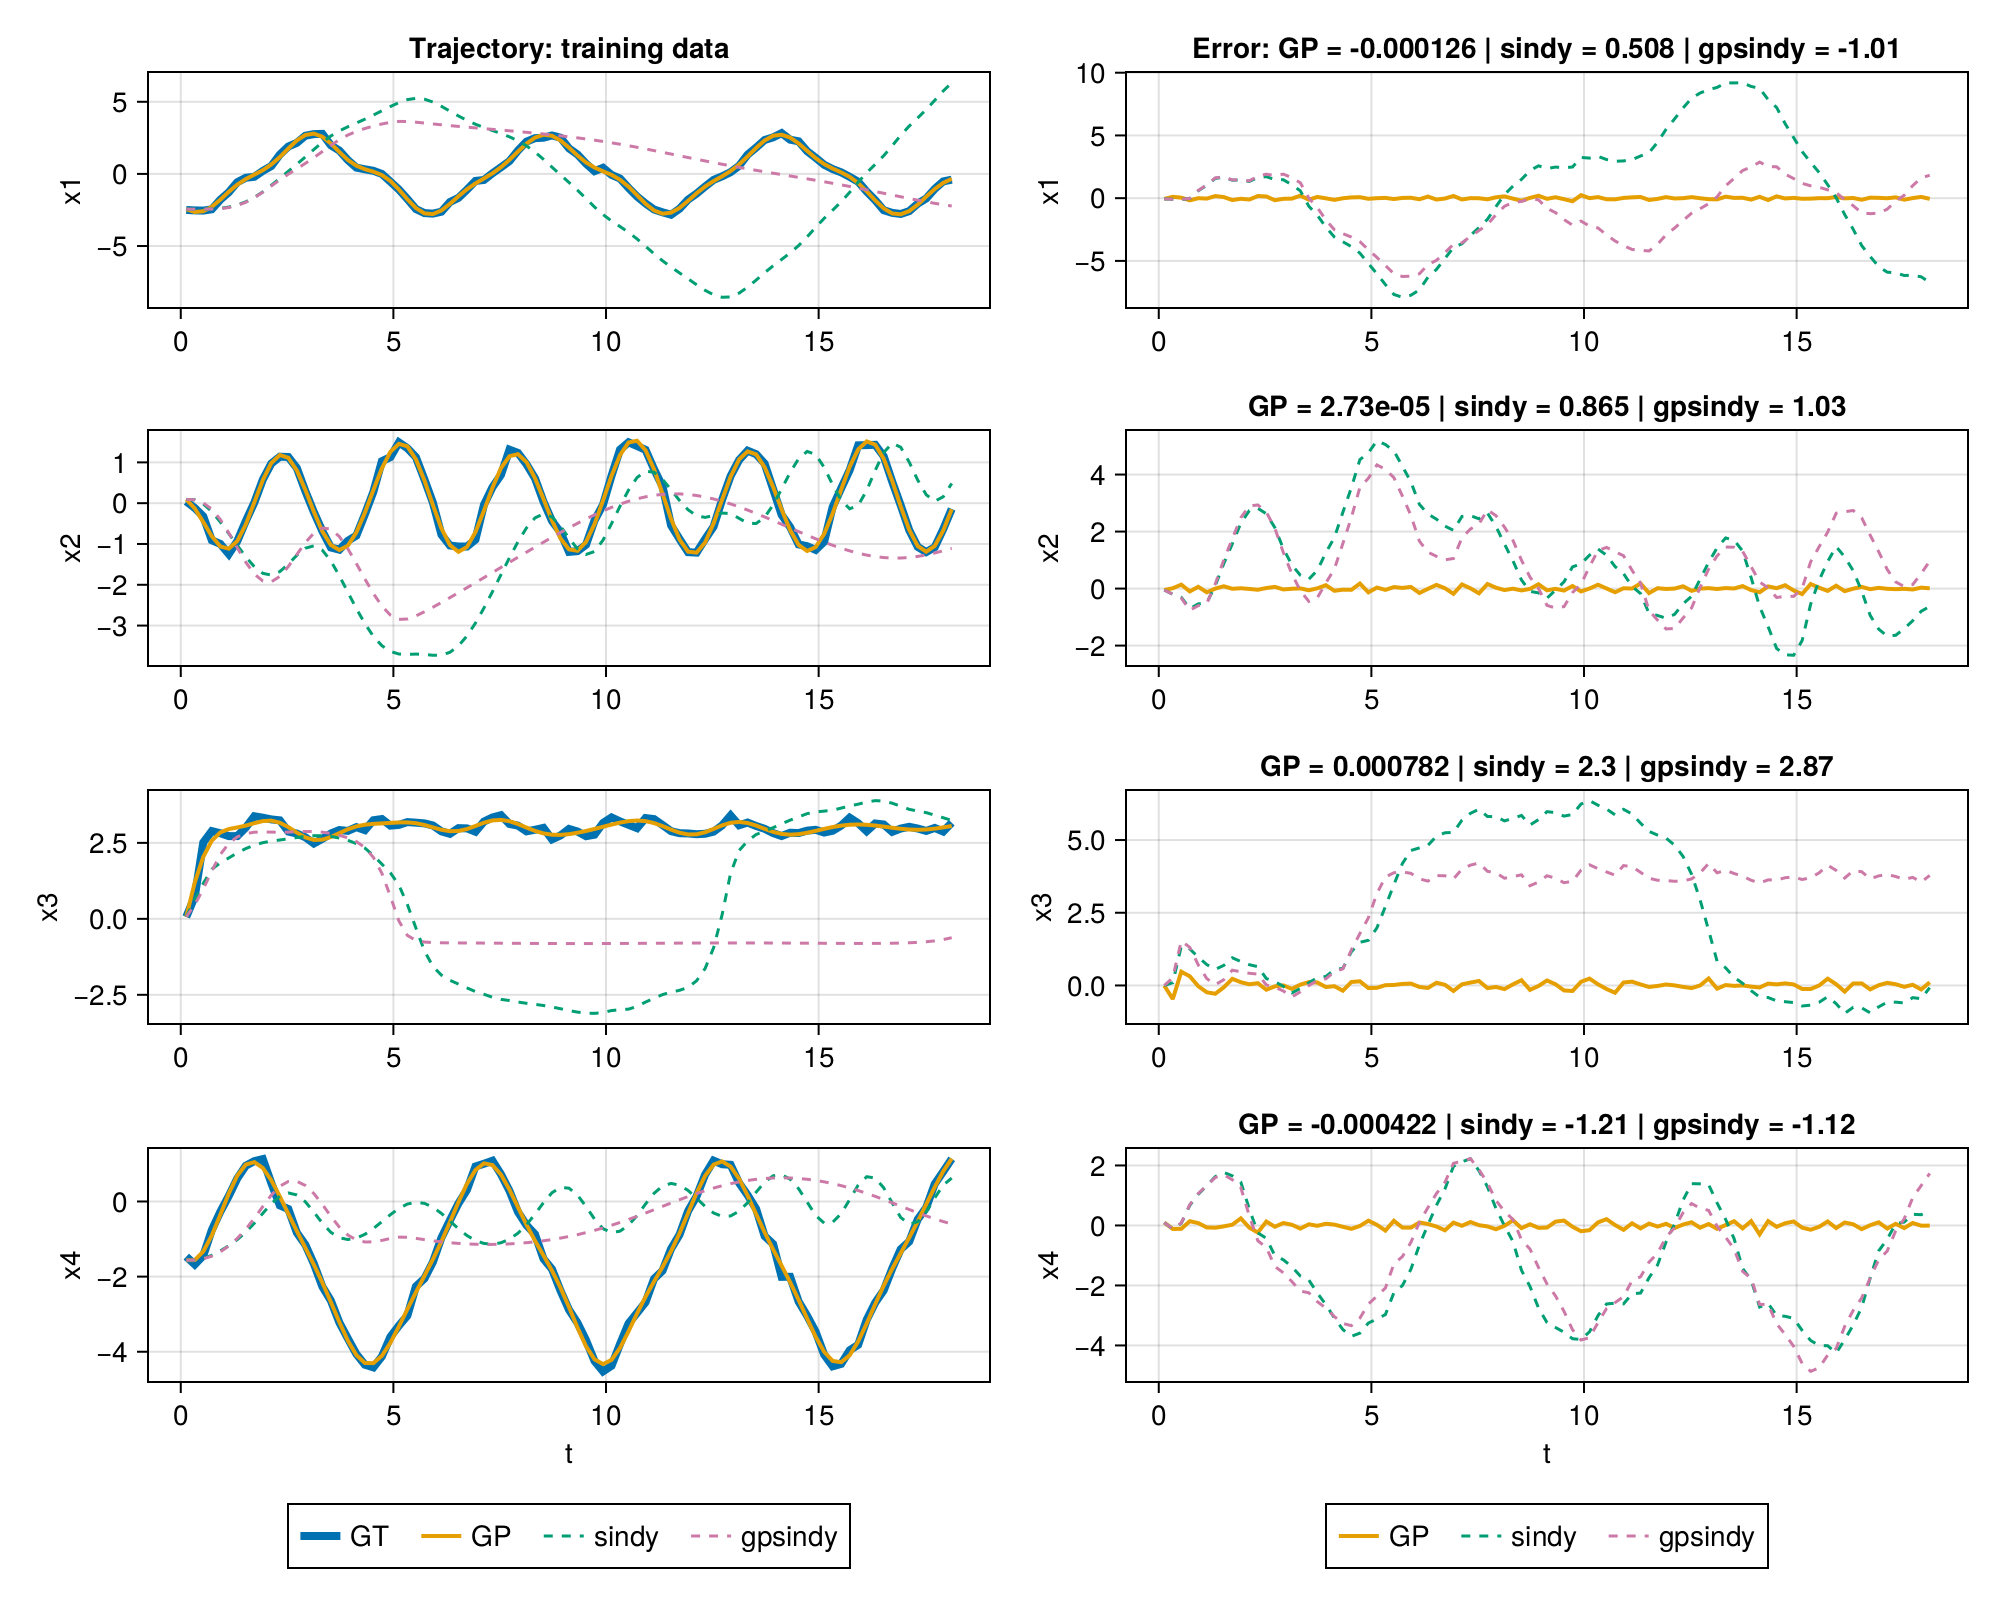 Trajectory: training data
Error: GP = -0.000126 | sindy = 0.508 | gpsindy = -1.01
5
0
−5
x1
0 5 10 15
10
5
0
−5
x1
0 5 10 15
GP = 2.73e-05 | sindy = 0.865 | gpsindy = 1.03
1
0
−1
−2
−3
x2
0 5 10 15
4
2
0
−2
x2
0 5 10 15
GP = 0.000782 | sindy = 2.3 | gpsindy = 2.87
2.5
0.0
−2.5
x3
0 5 10 15
5.0
2.5
0.0
x3
0 5 10 15
GP = -0.000422 | sindy = -1.21 | gpsindy = -1.12
0
−2
−4
x4
0 5 10 15
t
2
0
−2
−4
x4
0 5 10 15
t
GT GP sindy gpsindy
GP sindy gpsindy